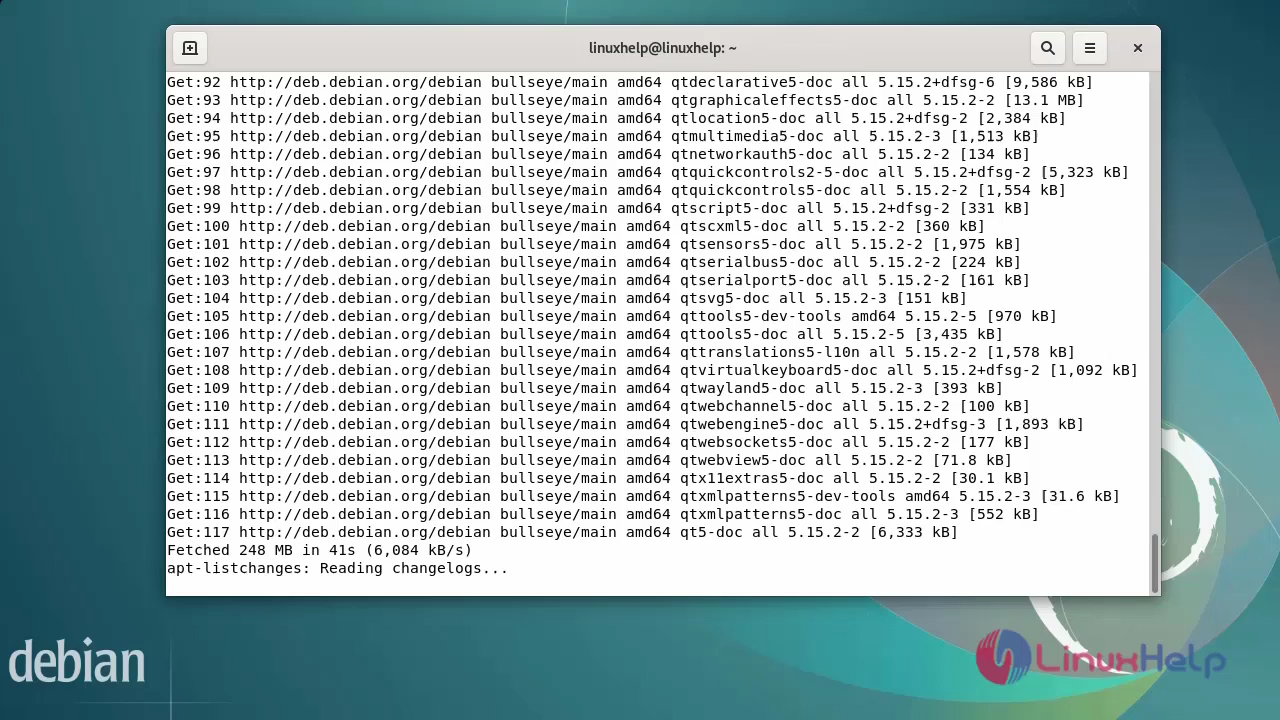 linuxhelp@linuxhelp: ~
Get:92 http://deb.debian.org/debian bullseye/main amd64 qtdeclarative5-doc all 5.15.2+dfsg-6 [9,586 kB]
Get:93 http://deb.debian.org/debian bullseye/main amd64 qtgraphicaleffects5-doc all 5.15.2-2 [13.1 MB]
Get:94 http://deb.debian.org/debian bullseye/main amd64 qtlocation5-doc all 5.15.2+dfsg-2 [2,384 kB]
Get:95 http://deb.debian.org/debian bullseye/main amd64 qtmultimedia5-doc all 5.15.2-3 [1,513 kB]
Get:96 http://deb.debian.org/debian bullseye/main amd64 qtnetworkauth5-doc all 5.15.2-2 [134 kB]
Get:97 http://deb.debian.org/debian bullseye/main amd64 qtquickcontrols2-5-doc all 5.15.2+dfsg-2 [5,323 kB]
Get:98 http://deb.debian.org/debian bullseye/main amd64 qtquickcontrols5-doc all 5.15.2-2 [1,554 kB]
Get:99 http://deb.debian.org/debian bullseye/main amd64 qtscript5-doc all 5.15.2+dfsg-2 [331 kB]
Get:100 http://deb.debian.org/debian bullseye/main amd64 qtscxml5-doc all 5.15.2-2 [360 kB]
Get:101 http://deb.debian.org/debian bullseye/main amd64 qtsensors5-doc all 5.15.2-2 [1,975 kB]
Get:102 http://deb.debian.org/debian bullseye/main amd64 qtserialbus5-doc all 5.15.2-2 [224 kB]
Get:103 http://deb.debian.org/debian bullseye/main amd64 qtserialport5-doc all 5.15.2-2 [161 kB]
Get:104 http://deb.debian.org/debian bullseye/main amd64 qtsvg5-doc all 5.15.2-3 [151 kB]
Get:105 http://deb.debian.org/debian bullseye/main amd64 qttools5-dev-tools amd64 5.15.2-5 [970 kB]
Get:106 http://deb.debian.org/debian bullseye/main amd64 qttools5-doc all 5.15.2-5 [3,435 kB]
Get:107 http://deb.debian.org/debian bullseye/main amd64 qttranslations5-l10n all 5.15.2-2 [1,578 kB]
Get:108 http://deb.debian.org/debian bullseye/main amd64 qtvirtualkeyboard5-doc all 5.15.2+dfsg-2 [1,092 kB]
Get:109 http://deb.debian.org/debian bullseye/main amd64 qtwayland5-doc all 5.15.2-3 [393 kB]
Get:110 http://deb.debian.org/debian bullseye/main amd64 qtwebchannel5-doc all 5.15.2-2 [100 kB]
Get:111 http://deb.debian.org/debian bullseye/main amd64 qtwebengine5-doc all 5.15.2+dfsg-3 [1,893 kB]
Get:112 http://deb.debian.org/debian bullseye/main amd64 qtwebsockets5-doc all 5.15.2-2 [177 kB]
Get:113 http://deb.debian.org/debian bullseye/main amd64 qtwebview5-doc all 5.15.2-2 [71.8 kB]
Get:114 http://deb.debian.org/debian bullseye/main amd64 qtx11extras5-doc all 5.15.2-2 [30.1 kB]
Get:115 http://deb.debian.org/debian bullseye/main amd64 qtxmlpatterns5-dev-tools amd64 5.15.2-3 [31.6 kB]
Get:116 http://deb.debian.org/debian bullseye/main amd64 qtxmlpatterns5-doc all 5.15.2-3 [552 kB]
Get:117 http://deb.debian.org/debian bullseye/main amd64 qt5-doc all 5.15.2-2 [6,333 kB]
Fetched 248 MB in 41s (6,084 kB/s)
apt-listchanges: Reading changelogs...
debian
LinuxHelp